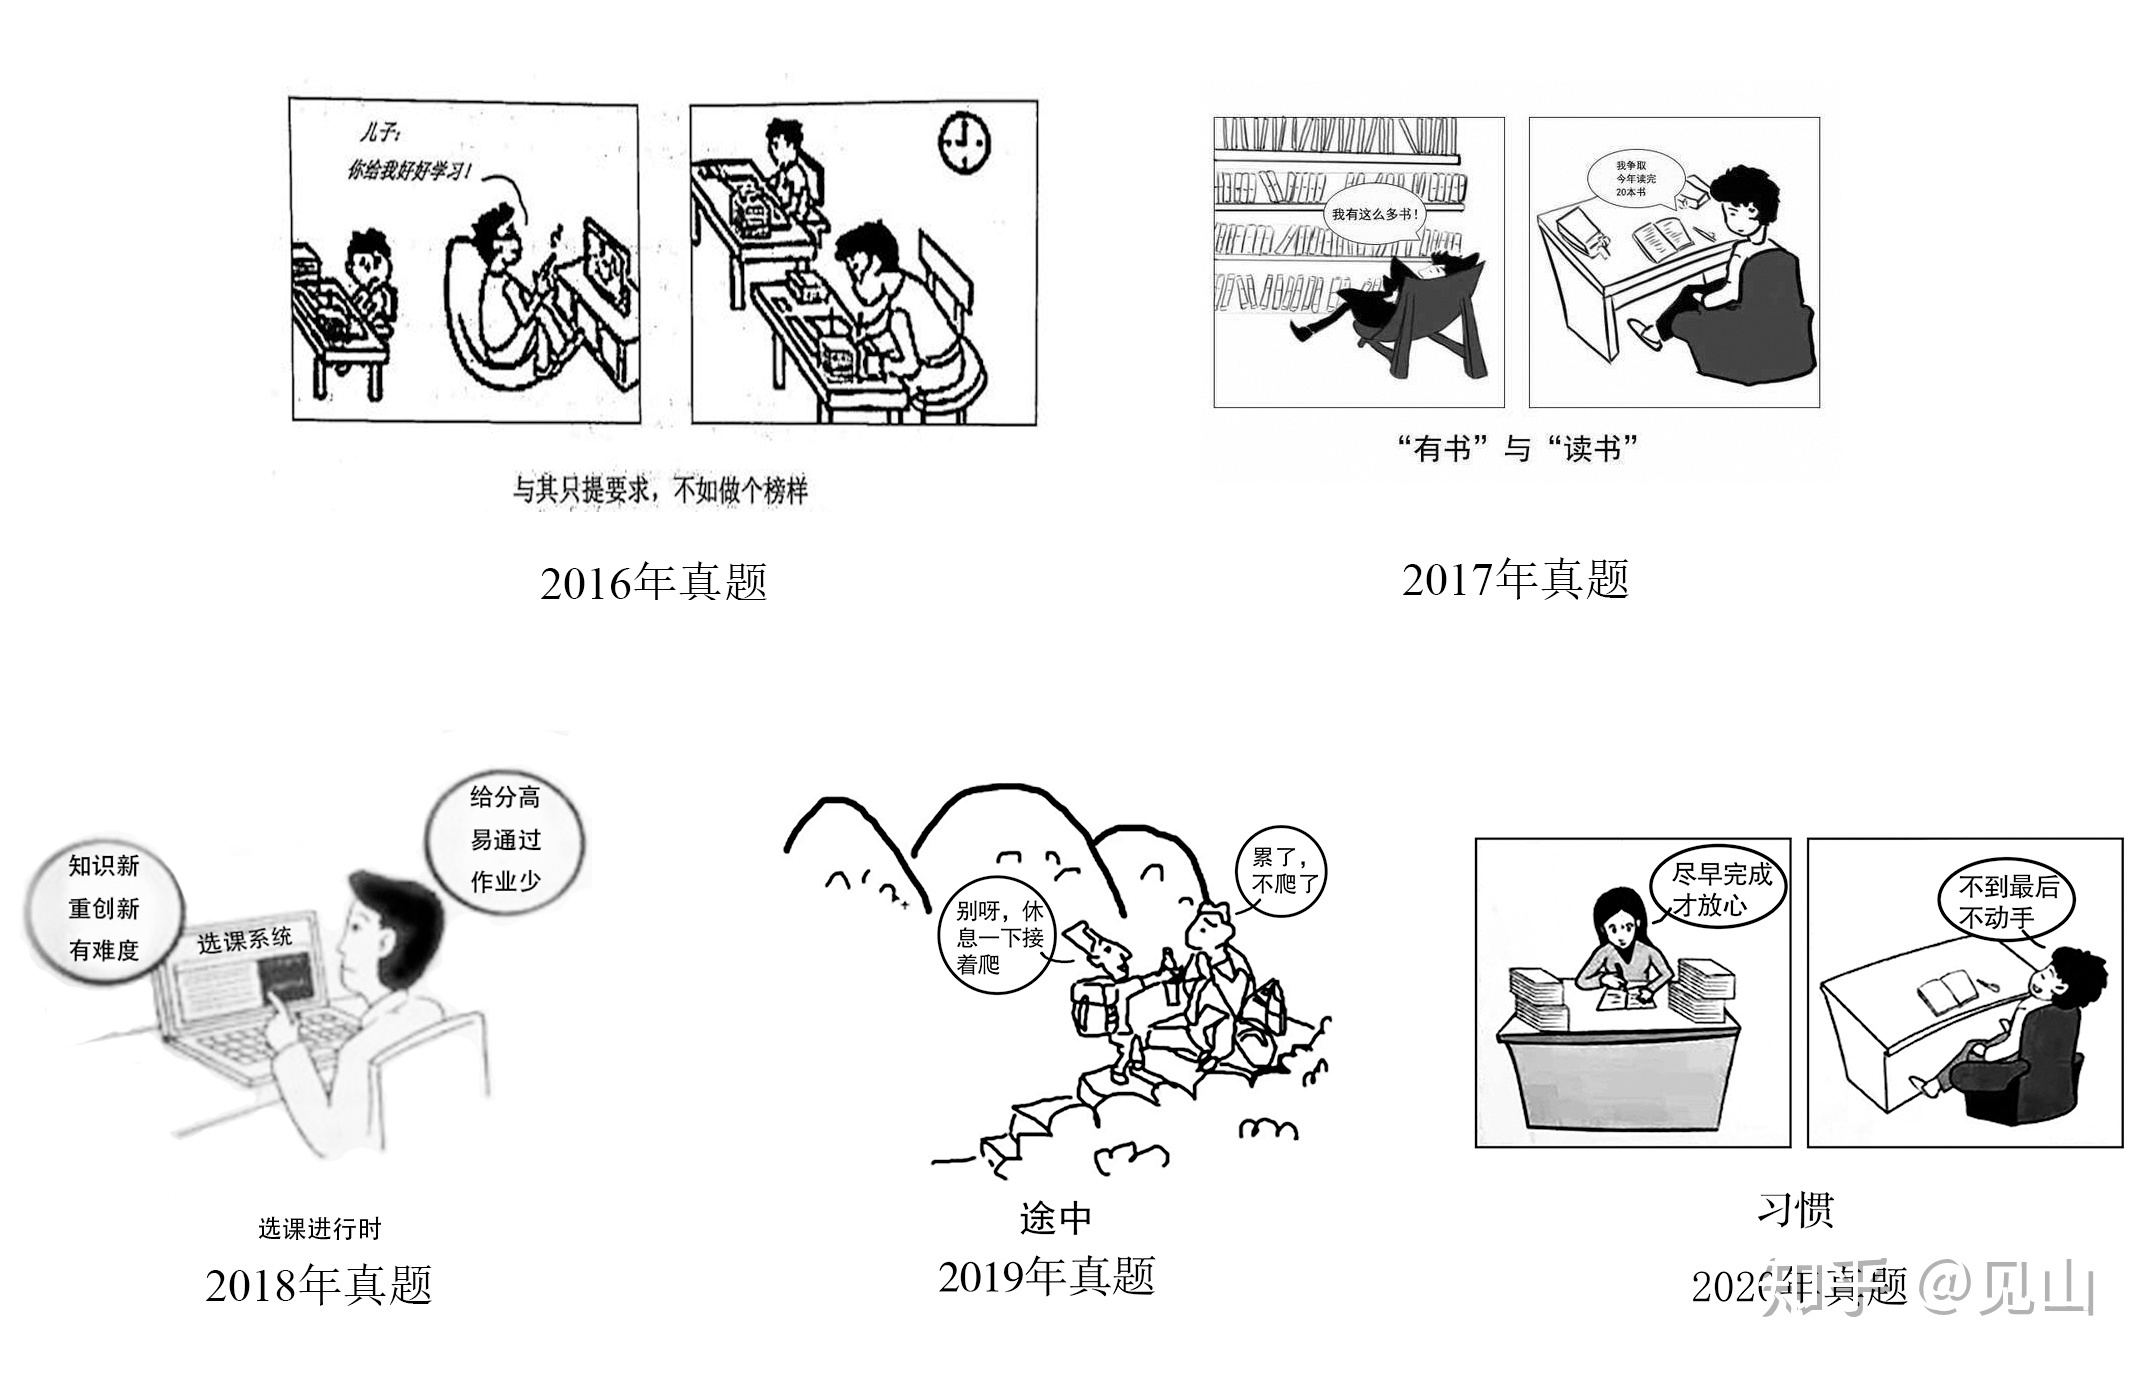 儿子:
你给我好好学习!
与其只提要求，不如做个榜样
2016年真题
我有这么多书!
我争取
今年读完
20本书
“有书”与“读书”
2017年真题
知识新
重创新
有难度
选课系统
给分高
易通过
作业少
选课进行时
2018年真题
别呀，休
息一下接
着爬
累了，
不爬了
途中
2019年真题
尽早完成
才放心
不到最后
不动手
习惯
2020年真题
知乎 @见山